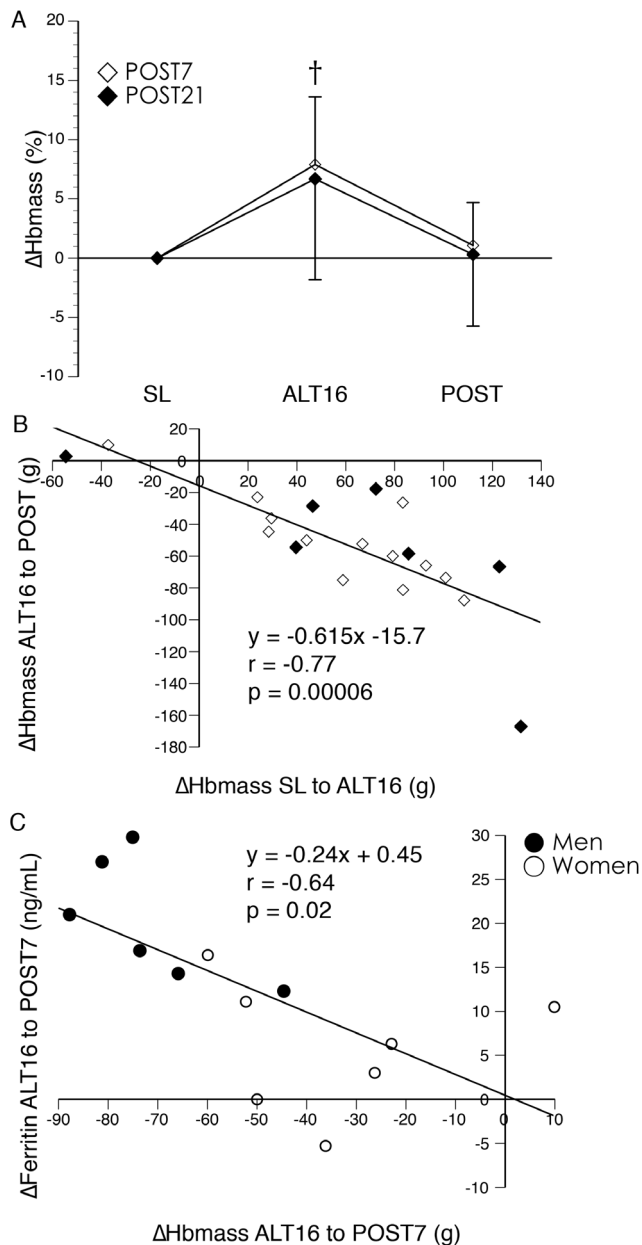 A
20
15
10
5
0
-5
-10
ΔHbmass (%)
POST7
POST21
†
SL ALT16 POST
B
20
0
-20
-40
-60
-80
-100
-120
-140
-160
-180
-60 -40 -20 0 20 40 60 80 100 120 140
ΔHbmass ALT16 to POST (g)
y = -0.615x -15.7
r = -0.77
p = 0.00006
ΔHbmass SL to ALT16 (g)
C
30
25
20
15
10
5
0
-5
-10
Men
Women
ΔFerritin ALT16 to POST7 (ng/mL)
y = -0.24x + 0.45
r = -0.64
p = 0.02
-90 -80 -70 -60 -50 -40 -30 -20 -10 0 10
ΔHbmass ALT16 to POST7 (g)